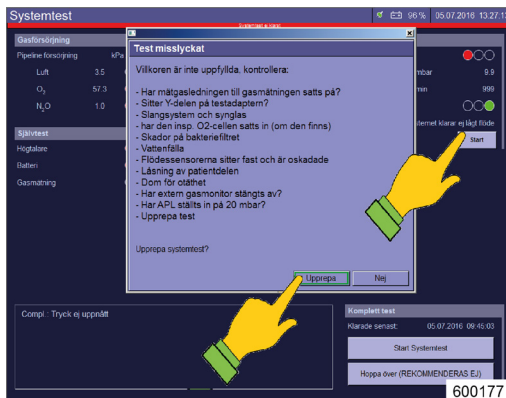 Systemtest
96 % 05.07.2016 13.27:1
Systemtest ej klarat
Gasförsörjning
Pipeline försörjning kPa
Luft 3.5
O2 57.3
N2O 1.0
Självtest
Högtalare
Batteri
Gasmätning
Test misslyckat
Villkoren är inte uppfyllda, kontrollera:
- Har mätgasledningen till gasmätningen satts på?
- Sitter Y-delen på testadaptern?
- Slangsystem och synglas
- har den insp. O2-cellen satts in (om den finns)
- Skador på bakteriefiltret
- Vattenfälla
- Flödessensorerna sitter fast och är oskadade
- Låsning av patientdelen
- Dom för otäthet
- Har extern gasmonitor stängts av?
- Har APL ställts in på 20 mbar?
- Upprepa test
Upprepa systemtest?
Upprepa Nej
mbar 9.9
min 999
stemet klarar ej lågt flöde
Start
Compl.: Tryck ej uppnått
Komplett test
Klarade senast: 05.07.2016 09:45:03
Start Systemtest
Hoppa över (REKOMMENDERAS EJ)
600177